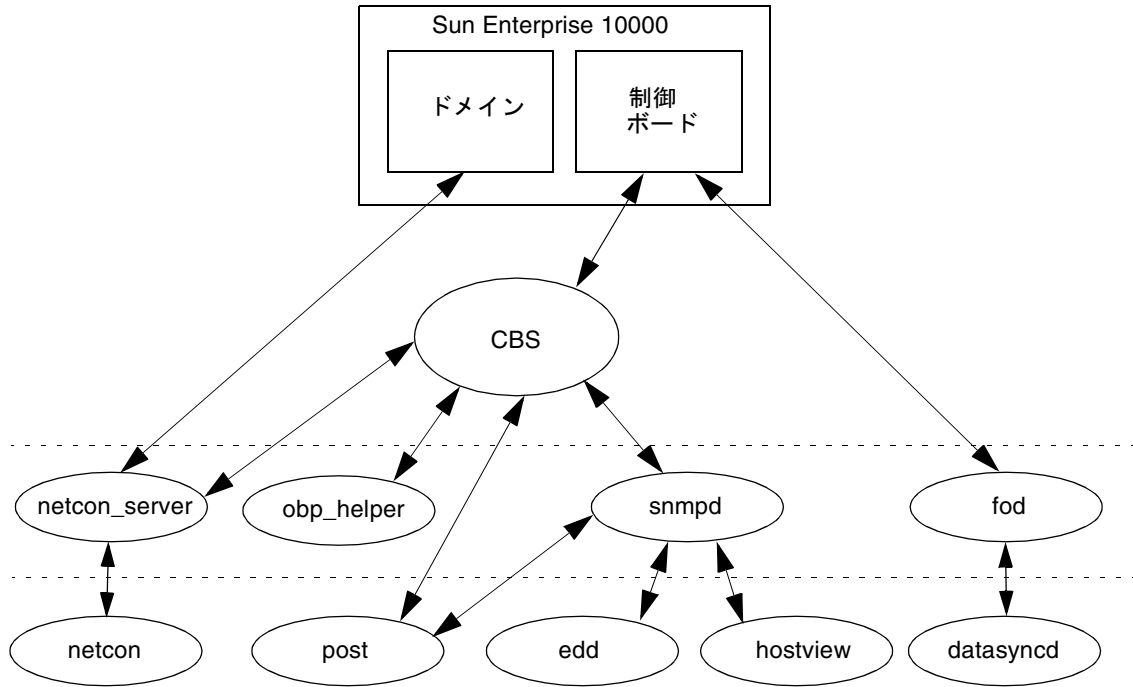 Sun Enterprise 10000
ドメイン
制御
ボード
CBS
netcon_server
obp_helper
snmpd
fod
netcon
post
edd
hostview
datasyncd